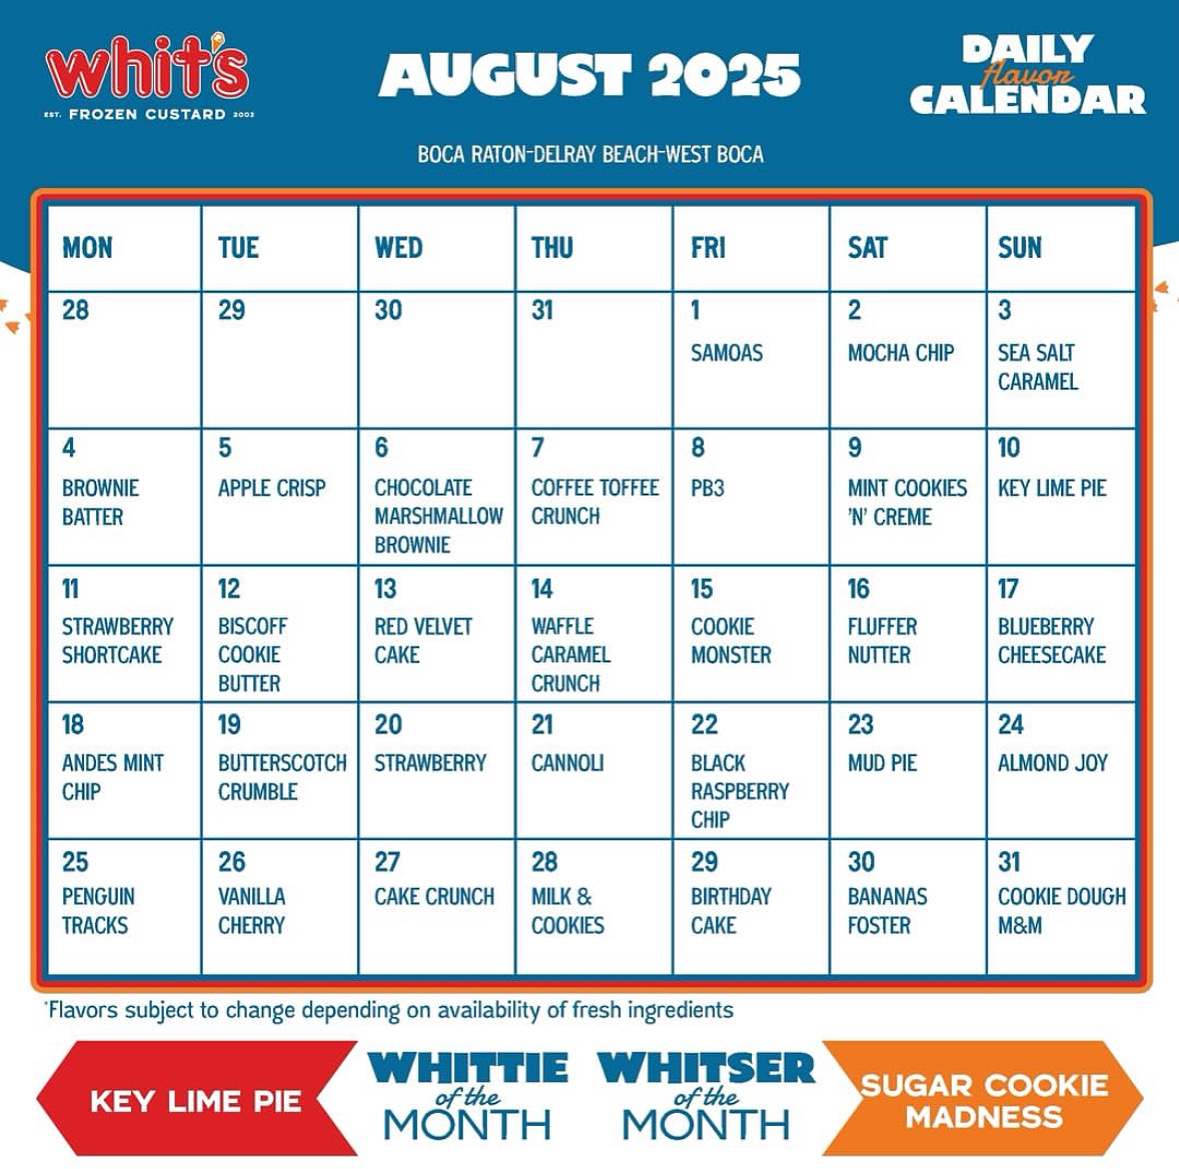 whit's
EST. FROZEN CUSTARD 2003
AUGUST 2025
DAILY
flavor
CALENDAR
BOCA RATON-DELRAY BEACH-WEST BOCA
MON TUE WED THU FRI SAT SUN
28
29
30
31
1
SAMOAS
2
MOCHA CHIP
3
SEA SALT
CARAMEL
4
BROWNIE
BATTER
5
APPLE CRISP
6
CHOCOLATE
MARSHMALLOW
BROWNIE
7
COFFEE TOFFEE
CRUNCH
8
PB3
9
MINT COOKIES
'N' CREME
10
KEY LIME PIE
11
STRAWBERRY
SHORTCAKE
12
BISCOFF
COOKIE
BUTTER
13
RED VELVET
CAKE
14
WAFFLE
CARAMEL
CRUNCH
15
COOKIE
MONSTER
16
FLUFFER
NUTTER
17
BLUEBERRY
CHEESECAKE
18
ANDES MINT
CHIP
19
BUTTERSCOTCH
CRUMBLE
20
STRAWBERRY
21
CANNOLI
22
BLACK
RASPBERRY
CHIP
23
MUD PIE
24
ALMOND JOY
25
PENGUIN
TRACKS
26
VANILLA
CHERRY
27
CAKE CRUNCH
28
MILK &
COOKIES
29
BIRTHDAY
CAKE
30
BANANAS
FOSTER
31
COOKIE DOUGH
M&M
*Flavors subject to change depending on availability of fresh ingredients
KEY LIME PIE
WHITTIE
of the
MONTH
WHITSER
of the
MONTH
SUGAR COOKIE
MADNESS